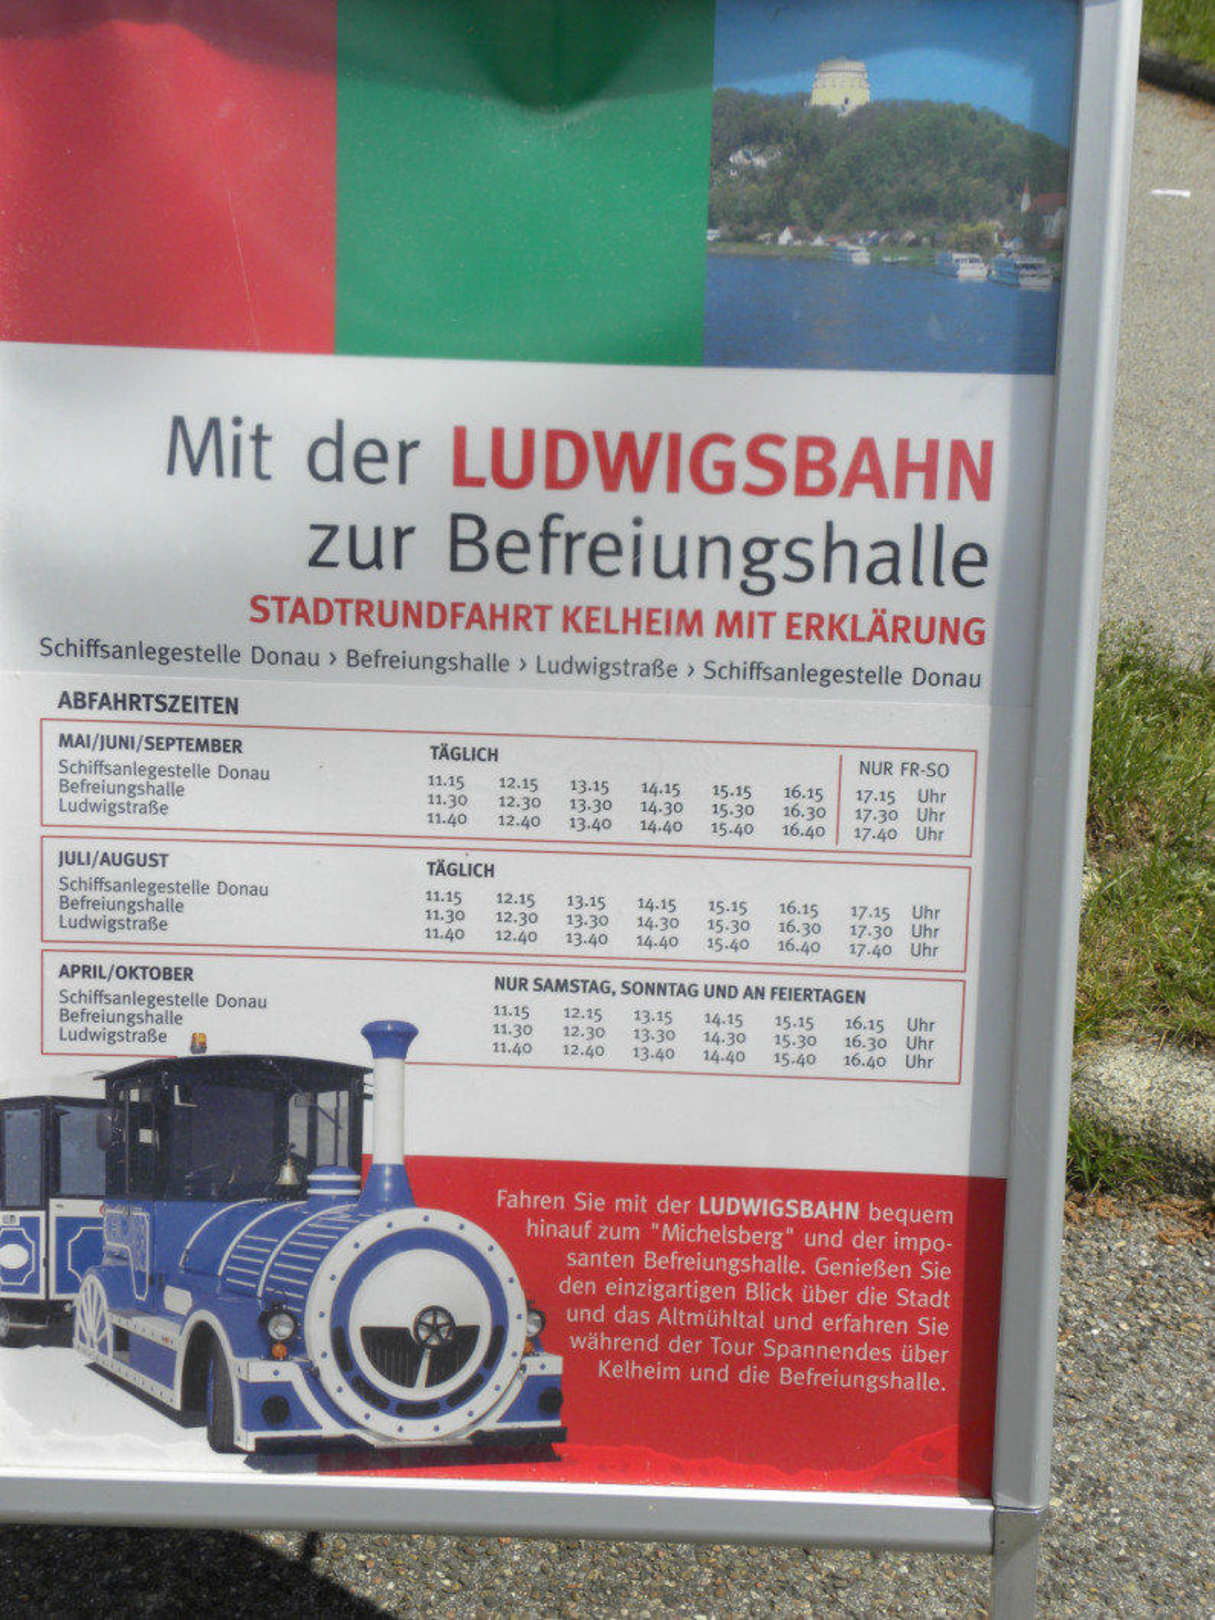 Mit der LUDWIGSBAHN
zur Befreiungshalle
STADTRUNDFAHRT KELHEIM MIT ERKLÄRUNG
Schiffsanlegestelle Donau › Befreiungshalle › Ludwigstraße › Schiffsanlegestelle Donau
ABFAHRTSZEITEN
MAI/JUNI/SEPTEMBER TÄGLICH NUR FR-SO
Schiffsanlegestelle Donau 11.15 12.15 13.15 14.15 15.15 16.15 17.15 Uhr
Befreiungshalle 11.30 12.30 13.30 14.30 15.30 16.30 17.30 Uhr
Ludwigstraße 11.40 12.40 13.40 14.40 15.40 16.40 17.40 Uhr
JULI/AUGUST TÄGLICH
Schiffsanlegestelle Donau 11.15 12.15 13.15 14.15 15.15 16.15 17.15 Uhr
Befreiungshalle 11.30 12.30 13.30 14.30 15.30 16.30 17.30 Uhr
Ludwigstraße 11.40 12.40 13.40 14.40 15.40 16.40 17.40 Uhr
APRIL/OKTOBER NUR SAMSTAG, SONNTAG UND AN FEIERTAGEN
Schiffsanlegestelle Donau 11.15 12.15 13.15 14.15 15.15 16.15 Uhr
Befreiungshalle 11.30 12.30 13.30 14.30 15.30 16.30 Uhr
Ludwigstraße 11.40 12.40 13.40 14.40 15.40 16.40 Uhr
Fahren Sie mit der LUDWIGSBAHN bequem
hinauf zum "Michelsberg" und der impo-
santen Befreiungshalle. Genießen Sie
den einzigartigen Blick über die Stadt
und das Altmühltal und erfahren Sie
während der Tour Spannendes über
Kelheim und die Befreiungshalle.